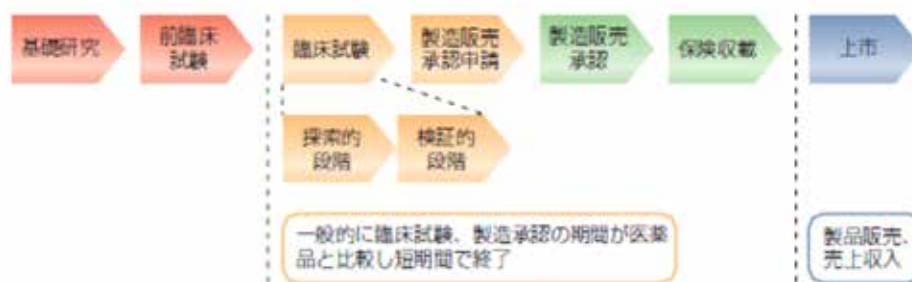 基礎研究
前臨床
試験
臨床試験
製造販売
承認申請
製造販売
承認
保険収載
上市
探索的
段階
検証的
段階
一般的に臨床試験、製造承認の期間が医薬
品と比較し短期間で終了
製品販売、
売上収入